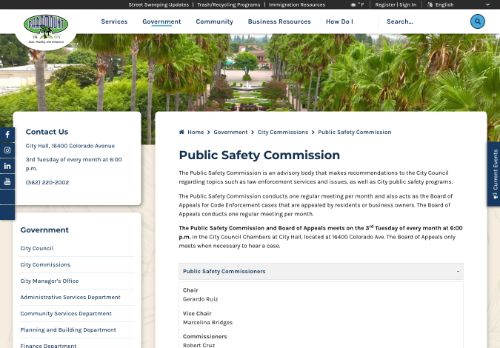 Street Sweeping Updates | Trash/Recycling Programs | Immigration Resources
°F | Register | Sign In | English
PARAMOUNT
Services Government Community Business Resources How Do I Search...
Contact Us
City Hall, 16400 Colorado Avenue
3rd Tuesday of every month at 6:00
p.m.
(562) 220-2002
Government
City Council
City Commissions
City Manager's Office
Administrative Services Department
Community Services Department
Planning and Building Department
Finance Department
Home > Government > City Commissions > Public Safety Commission
Public Safety Commission
The Public Safety Commission is an advisory body that makes recommendations to the City Council
regarding topics such as law enforcement services and issues, as well as City public safety programs.
The Public Safety Commission conducts one regular meeting per month and also acts as the Board of
Appeals for Code Enforcement cases that are appealed by residents or business owners. The Board of
Appeals conducts one regular meeting per month.
The Public Safety Commission and Board of Appeals meets on the 3rd Tuesday of every month at 6:00
p.m. in the City Council Chambers at City Hall, located at 16400 Colorado Ave. The Board of Appeals only
meets when necessary to hear a case.
Public Safety Commissioners -
Chair
Gerardo Ruiz
Vice Chair
Marcelina Bridges
Commissioners
Robert Cruz
Current Events